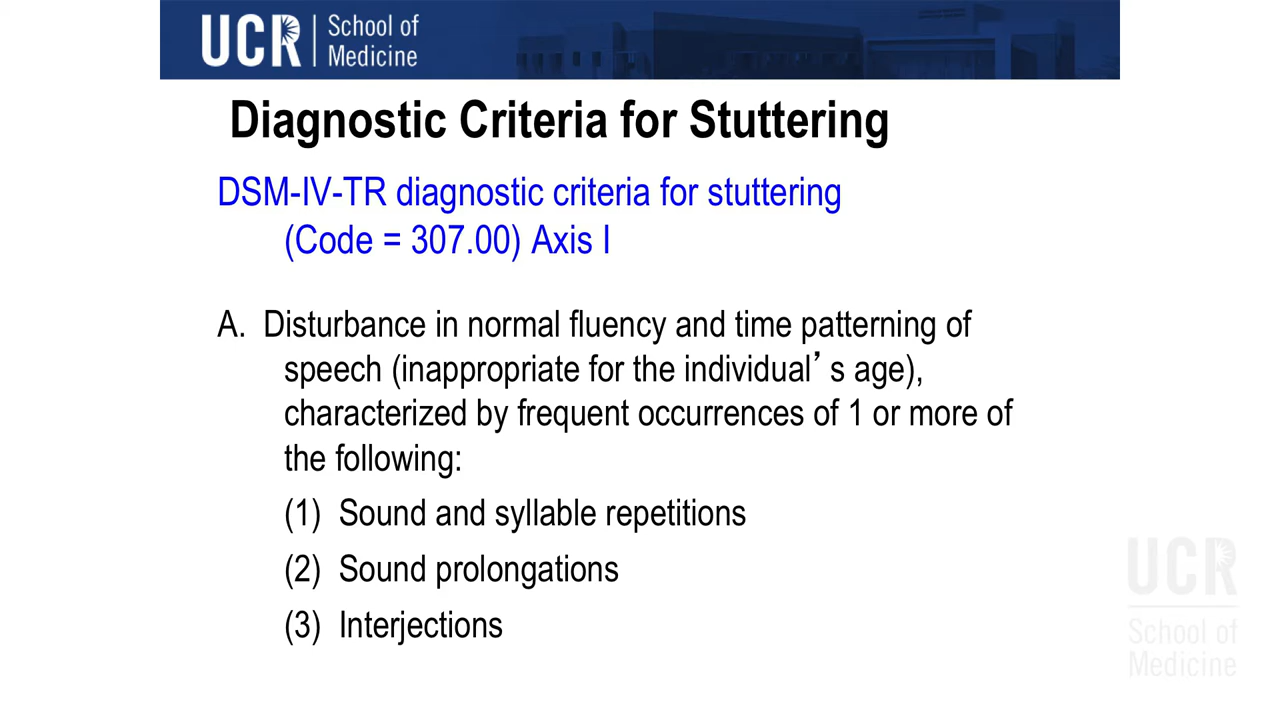 UCR School of
Medicine
Diagnostic Criteria for Stuttering
DSM-IV-TR diagnostic criteria for stuttering
(Code = 307.00) Axis I
A. Disturbance in normal fluency and time patterning of
speech (inappropriate for the individual’ s age),
characterized by frequent occurrences of 1 or more of
the following:
(1) Sound and syllable repetitions
(2) Sound prolongations
(3) Interjections
UCR
School of
Medicine